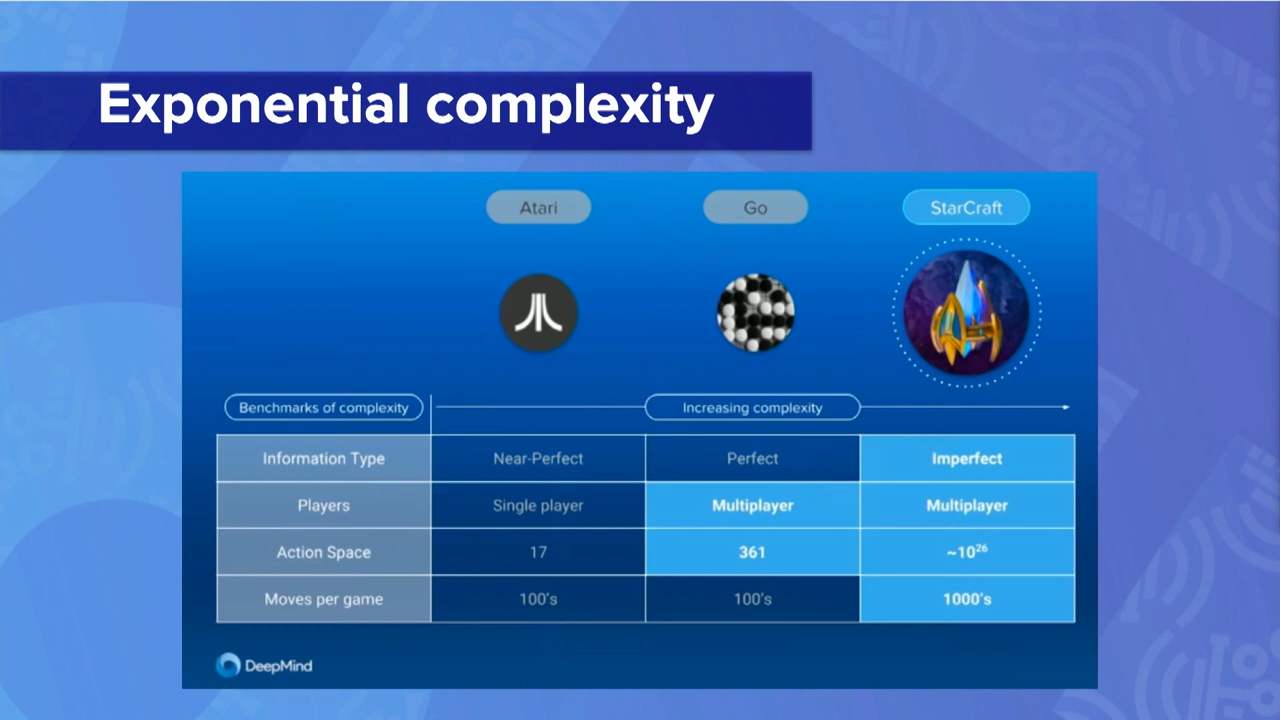 Exponential complexity
Atari Go StarCraft
Benchmarks of complexity Increasing complexity
Information Type Near-Perfect Perfect Imperfect
Players Single player Multiplayer Multiplayer
Action Space 17 361 ~10²⁶
Moves per game 100's 100's 1000's
DeepMind